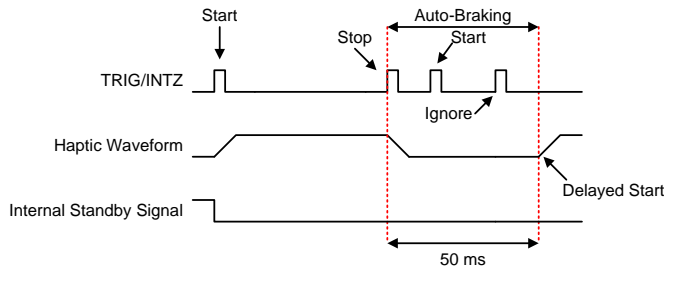 Start
Auto-Braking
Stop
Start
TRIG/INTZ
Ignore
Haptic Waveform
Delayed Start
Internal Standby Signal
50 ms